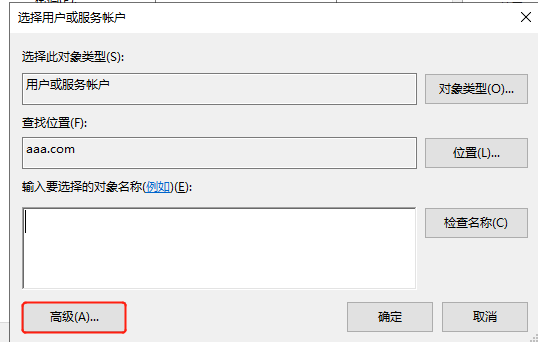 选择用户或服务帐户
选择此对象类型(S):
用户或服务帐户
对象类型(O)...
查找位置(F):
aaa.com
位置(L)...
输入要选择的对象名称(例如)(E):
检查名称(C)
高级(A)...
确定
取消